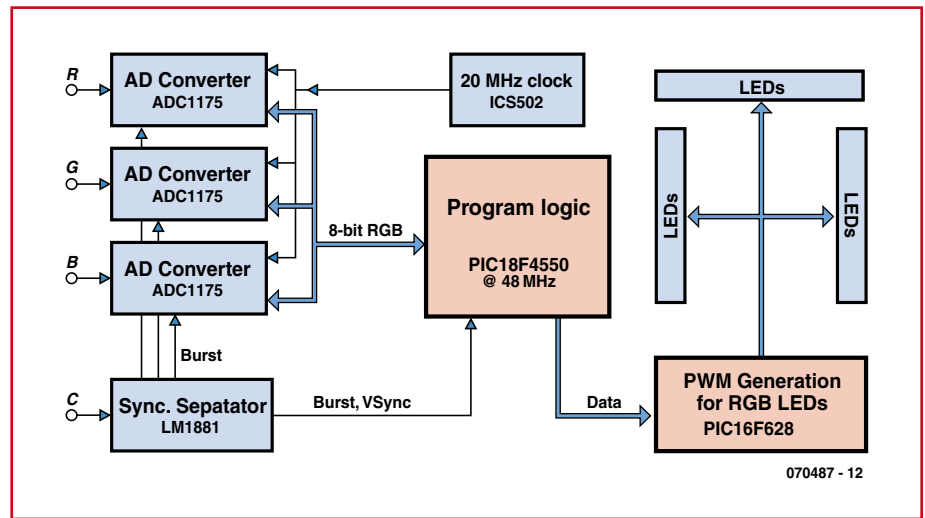 R
AD Converter
ADC1175
G
AD Converter
ADC1175
B
AD Converter
ADC1175
Burst
C
Sync. Sepatator
LM1881
20 MHz clock
ICS502
8-bit RGB
Program logic
PIC18F4550
@ 48 MHz
Burst, VSync
Data
LEDs
LEDs
LEDs
PWM Generation
for RGB LEDs
PIC16F628
070487 - 12